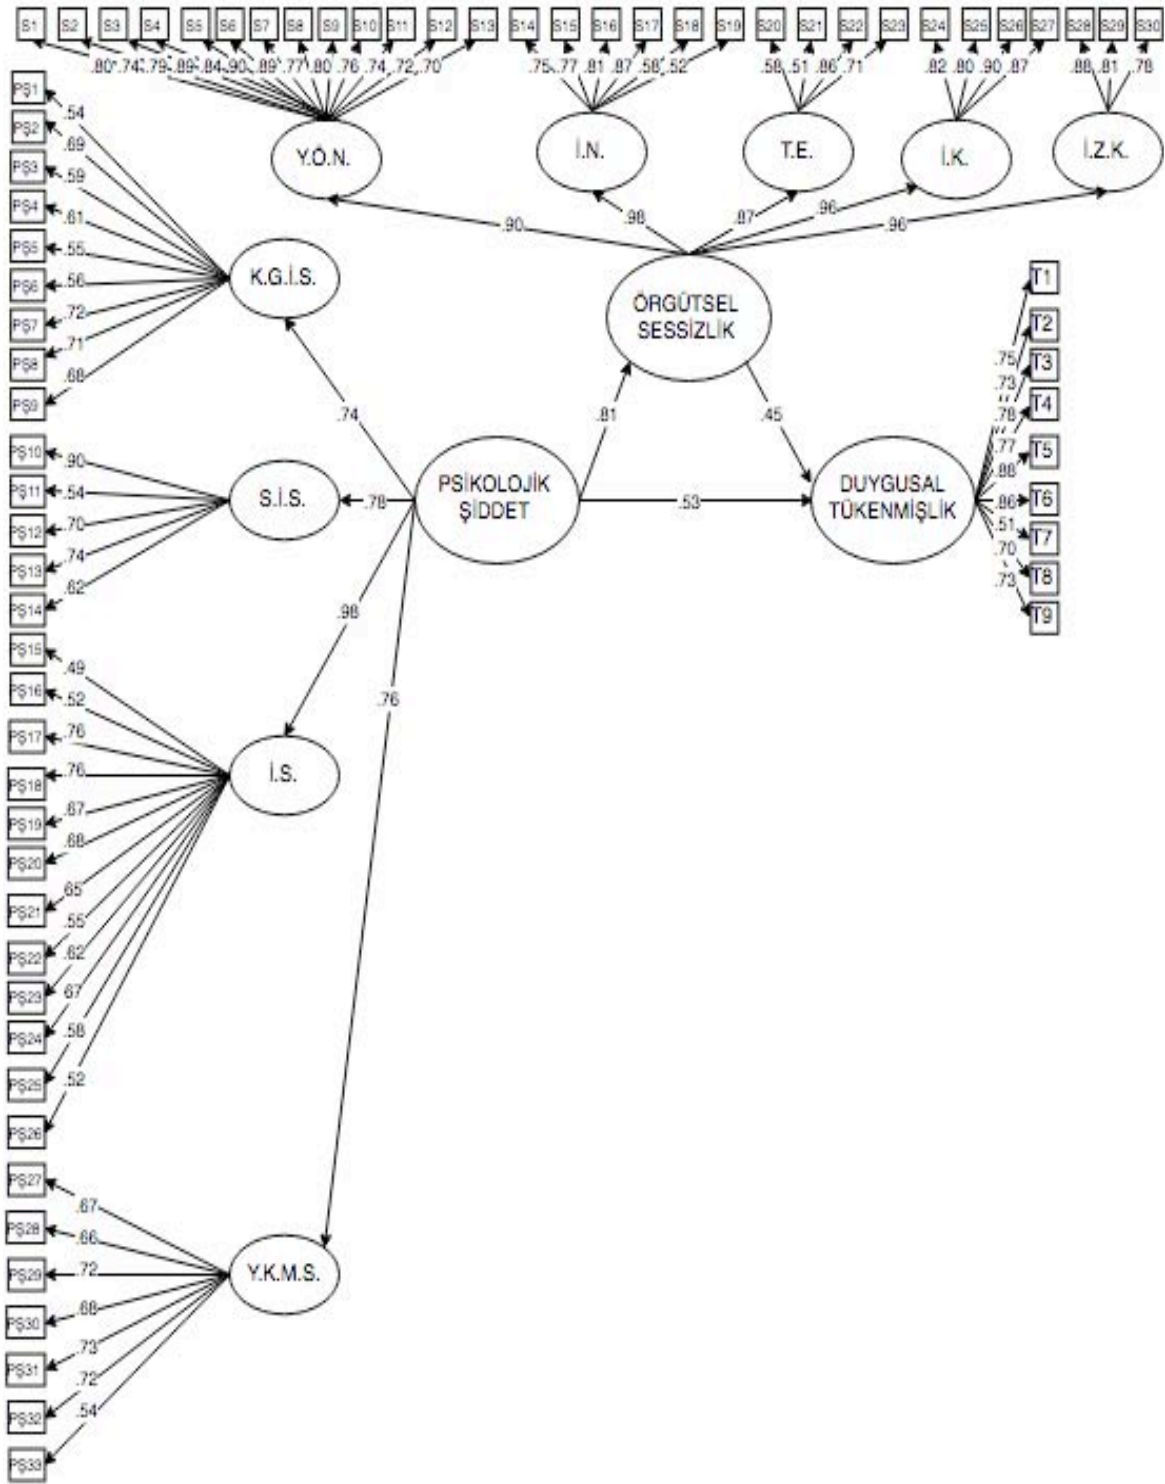 S1 S2 S3 S4 S5 S6 S7 S8 S9 S10 S11 S12 S13 S14 S15 S16 S17 S18 S19 S20 S21 S22 S23 S24 S25 S26 S27 S28 S29 S30
.80 .74 .79 .89 .84 .90 .89 .77 .80 .76 .74 .72 .70 .75 .77 .81 .87 .58 .52 .58 .51 .86 .71 .82 .80 .90 .87 .88 .81 .78
Y.Ö.N. İ.N. T.E. İ.K. İ.Z.K.
.90 .98 .87 .96 .96
ÖRGÜTSEL
SESSİZLİK
PŞ1 .54
PŞ2 .69
PŞ3 .59
PŞ4 .61
PŞ5 .55
PŞ6 .56
PŞ7 .72
PŞ8 .71
PŞ9 .68
K.G.İ.S.
.74
.81
.45
PŞ10 .90
PŞ11 .54
PŞ12 .70
PŞ13 .74
PŞ14 .62
S.İ.S.
.78
PSİKOLOJİK
ŞİDDET
.53
DUYGUSAL
TÜKENMİŞLİK
.75 T1
.73 T2
.78 T3
.77 T4
.88 T5
.86 T6
.51 T7
.70 T8
.73 T9
.98
.76
PŞ15 .49
PŞ16 .52
PŞ17 .76
PŞ18 .76
PŞ19 .67
PŞ20 .68
PŞ21 .65
PŞ22 .55
PŞ23 .62
PŞ24 .67
PŞ25 .58
PŞ26 .52
İ.S.
PŞ27 .67
PŞ28 .66
PŞ29 .72
PŞ30 .68
PŞ31 .73
PŞ32 .72
PŞ33 .54
Y.K.M.S.